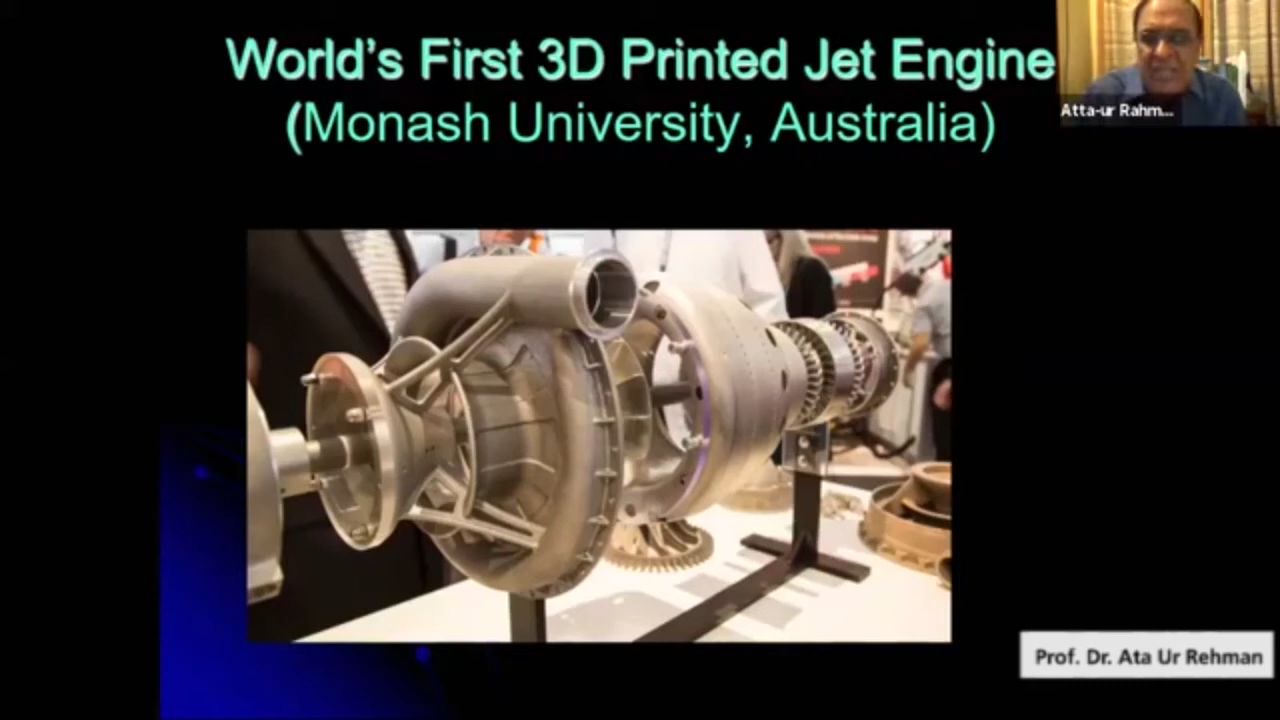 World's First 3D Printed Jet Engine
(Monash University, Australia)
Atta-ur Rahm...
Prof. Dr. Ata Ur Rehman